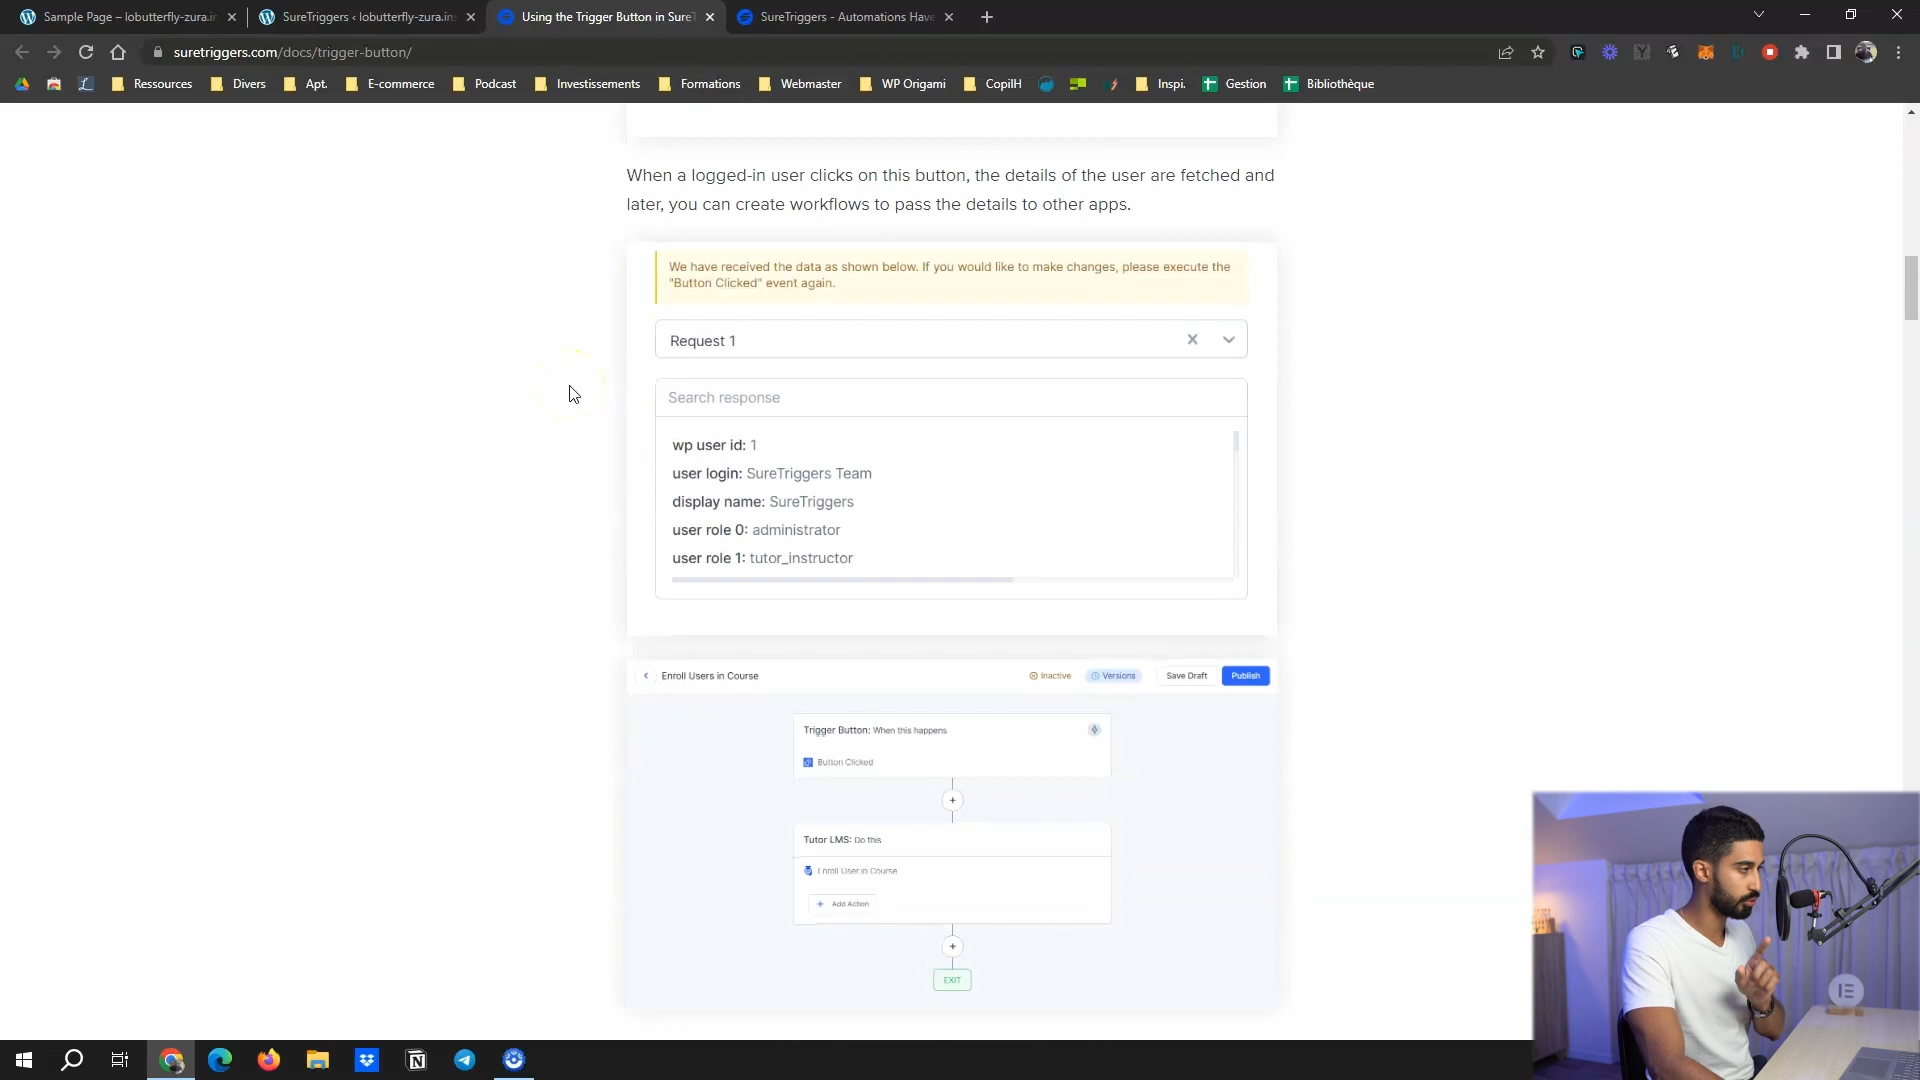 Sample Page – lobutterfly-zura.in
SureTriggers ‹ lobutterfly-zura.ins
Using the Trigger Button in SureT
SureTriggers - Automations Have
suretriggers.com/docs/trigger-button/
Ressources
Divers
Apt.
E-commerce
Podcast
Investissements
Formations
Webmaster
WP Origami
CopilH
Inspi.
Gestion
Bibliothèque
When a logged-in user clicks on this button, the details of the user are fetched and
later, you can create workflows to pass the details to other apps.
We have received the data as shown below. If you would like to make changes, please execute the
"Button Clicked" event again.
Request 1
Search response
wp user id: 1
user login: SureTriggers Team
display name: SureTriggers
user role 0: administrator
user role 1: tutor_instructor
Enroll Users in Course
Inactive
Versions
Save Draft
Publish
Trigger Button: When this happens
Button Clicked
Tutor LMS: Do this
Enroll User in Course
+ Add Action
EXIT